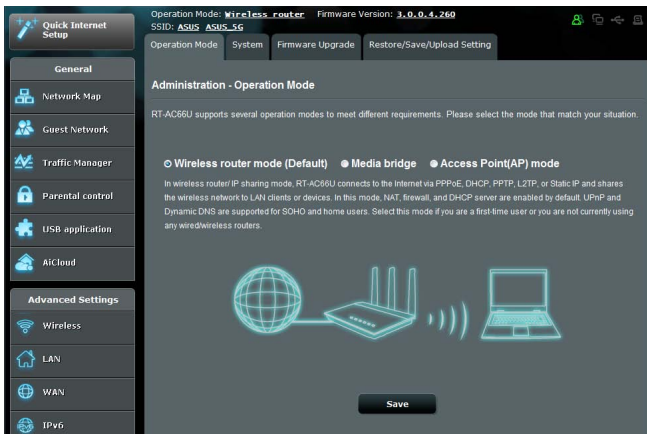 Quick Internet
Setup
Operation Mode: Wireless router Firmware Version: 3.0.0.4.260
SSID: ASUS ASUS_5G
Operation Mode System Firmware Upgrade Restore/Save/Upload Setting
General
Network Map
Guest Network
Traffic Manager
Parental control
USB application
AiCloud
Advanced Settings
Wireless
LAN
WAN
IPv6
Administration - Operation Mode
RT-AC66U supports several operation modes to meet different requirements. Please select the mode that match your situation.
Wireless router mode (Default) Media bridge Access Point(AP) mode
In wireless router/ IP sharing mode, RT-AC66U connects to the Internet via PPPoE, DHCP, PPTP, L2TP, or Static IP and shares
the wireless network to LAN clients or devices. In this mode, NAT, firewall, and DHCP server are enabled by default. UPnP and
Dynamic DNS are supported for SOHO and home users. Select this mode if you are a first-time user or you are not currently using
any wired/wireless routers.
Save